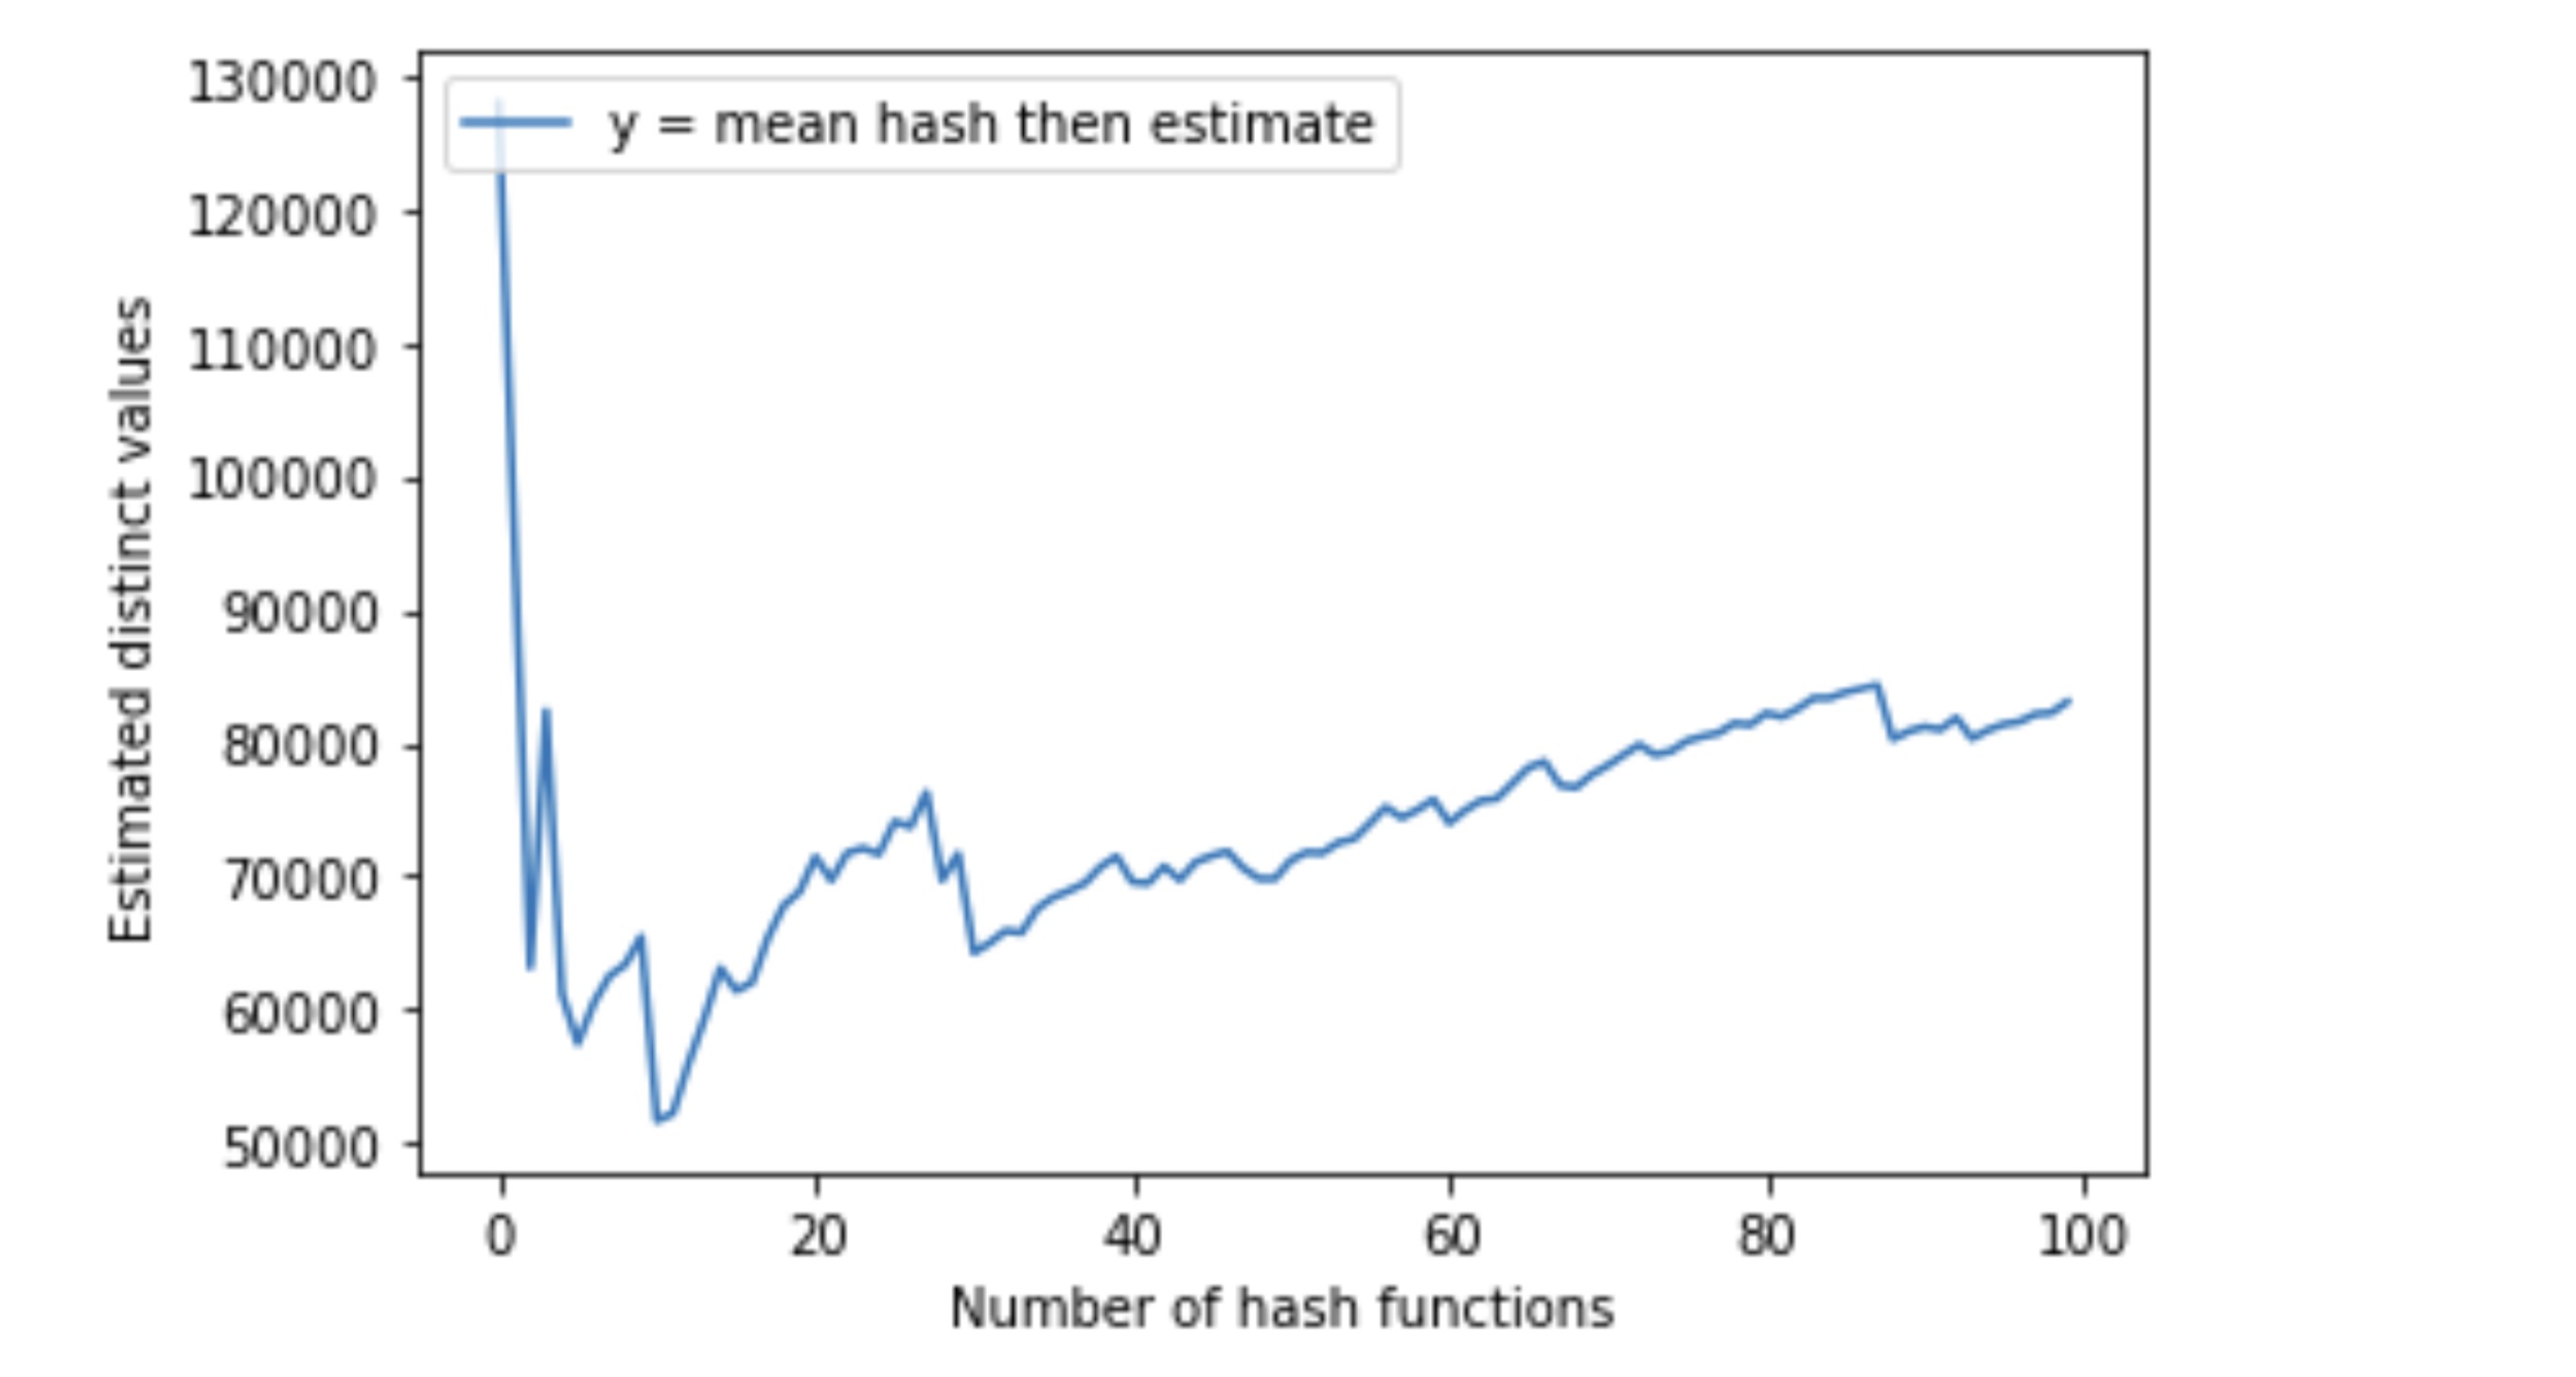 y = mean hash then estimate
130000
120000
110000
100000
90000
80000
70000
60000
50000
Estimated distinct values
0 20 40 60 80 100
Number of hash functions